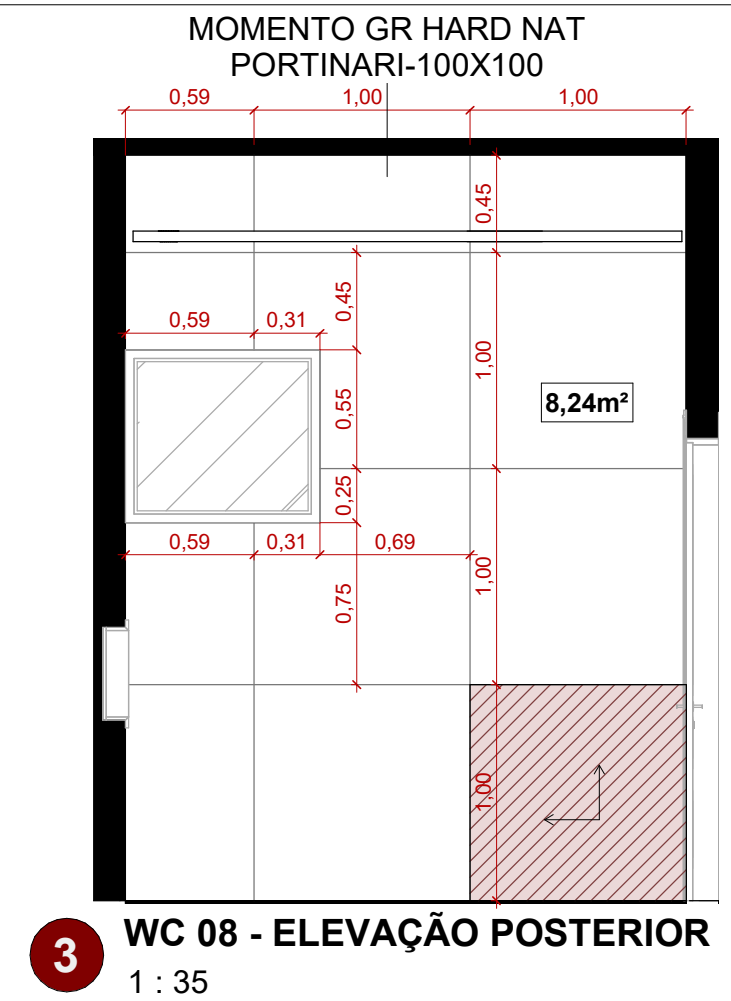 MOMENTO GR HARD NAT
PORTINARI-100X100
0,59 1,00 1,00
0,45
0,45
0,59 0,31
1,00
0,55
8,24m²
0,25
0,59 0,31 0,69
1,00
0,75
1,00
3 WC 08 - ELEVAÇÃO POSTERIOR
1 : 35